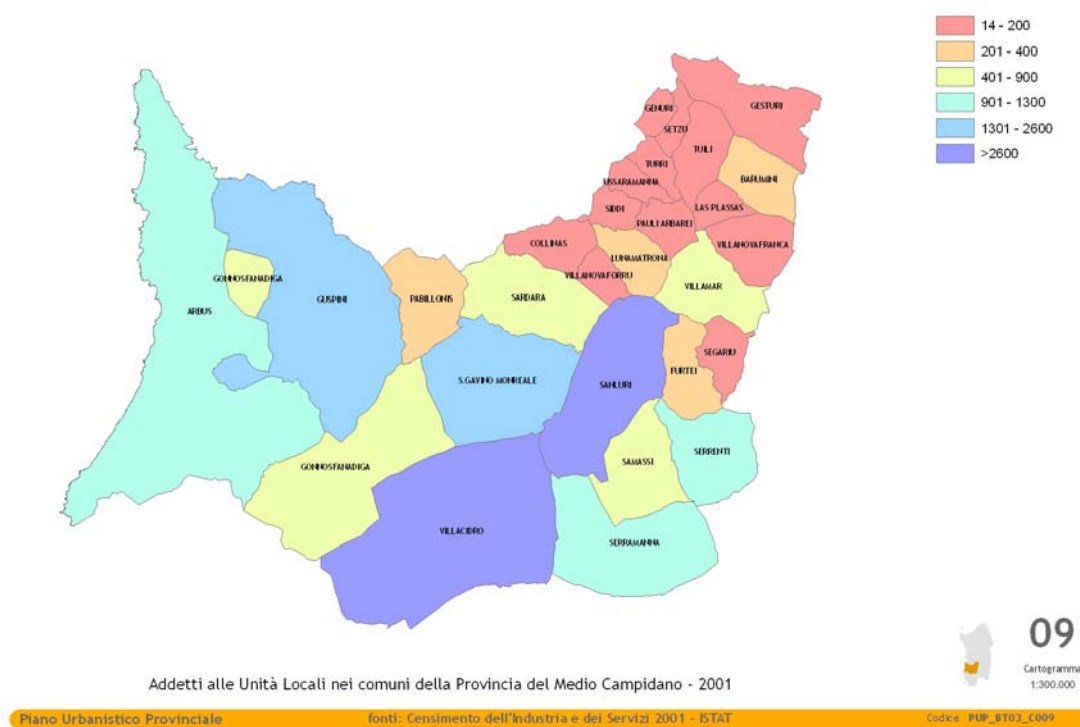 14 - 200
201 - 400
401 - 900
901 - 1300
1301 - 2600
>2600
GENURI
GESTURI
SETZU
TUILI
TURRI
BARUMINI
USSARAMANNA
SIDDI
LAS PLASSAS
PAULI ARBAREI
COLLINAS
VILLANOVAFRANCA
LUNAMATRONA
VILLANOVAFORRU
GONNOSFANADIGA
VILLAMAR
GUSPINI
PABILLONIS
SARDARA
ARBUS
SEGARIU
FURTEI
S.GAVINO MONREALE
SANLURI
SERRENTI
SAMASSI
GONNOSFANADIGA
VILLACIDRO
SERRAMANNA
09
Cartogramma
1:300.000
Addetti alle Unità Locali nei comuni della Provincia del Medio Campidano - 2001
Piano Urbanistico Provinciale
fonti: Censimento dell'Industria e dei Servizi 2001 - ISTAT
Codice PUP_BT03_C009